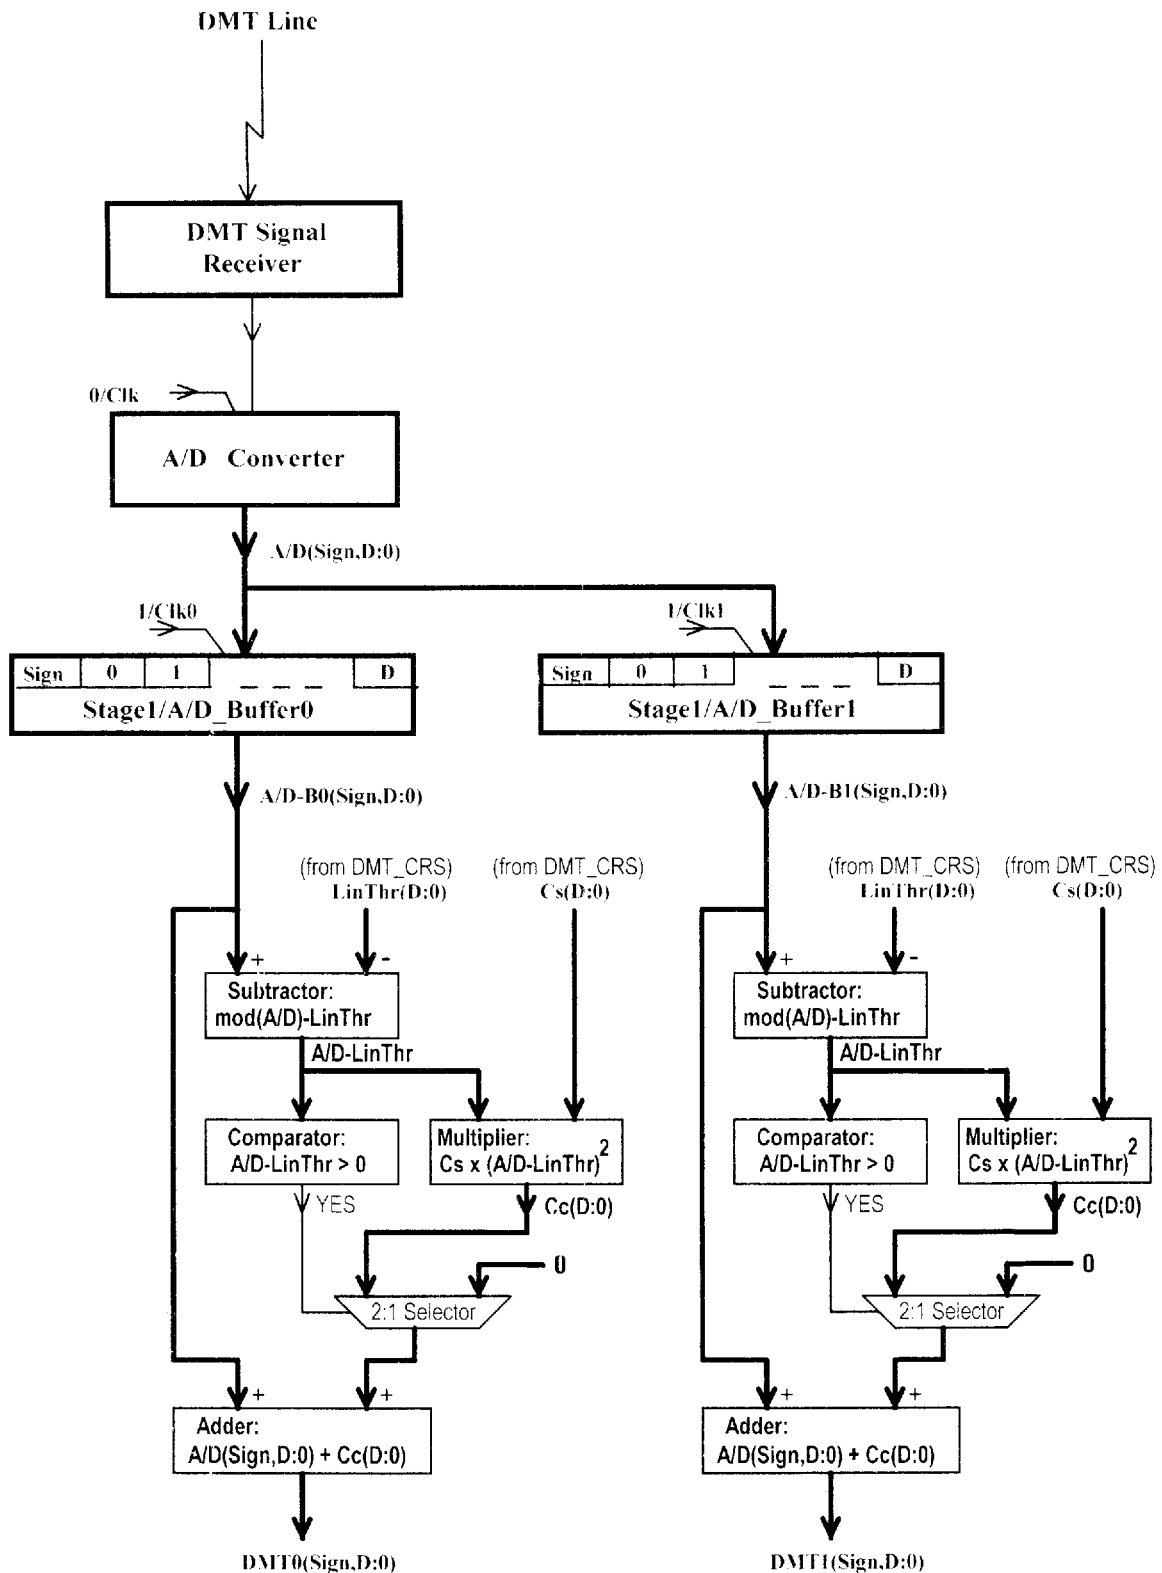 DMT Line
DMT Signal
Receiver
0/Clk
A/D Converter
A/D(Sign,D:0)
1/Clk0
1/Clk1
Sign 0 1 _ _ _ D
Stage1/A/D_Buffer0
Sign 0 1 _ _ _ D
Stage1/A/D_Buffer1
A/D-B0(Sign,D:0)
A/D-B1(Sign,D:0)
(from DMT_CRS)
LinThr(D:0)
(from DMT_CRS)
Cs(D:0)
(from DMT_CRS)
LinThr(D:0)
(from DMT_CRS)
Cs(D:0)
+ -
+ -
Subtractor:
mod(A/D)-LinThr
Subtractor:
mod(A/D)-LinThr
A/D-LinThr
A/D-LinThr
Comparator:
A/D-LinThr > 0
Multiplier:
Cs x (A/D-LinThr)²
Comparator:
A/D-LinThr > 0
Multiplier:
Cs x (A/D-LinThr)²
YES
Cc(D:0)
YES
Cc(D:0)
0
0
2:1 Selector
2:1 Selector
+ +
+ +
Adder:
A/D(Sign,D:0) + Cc(D:0)
Adder:
A/D(Sign,D:0) + Cc(D:0)
DMT0(Sign,D:0)
DMT1(Sign,D:0)